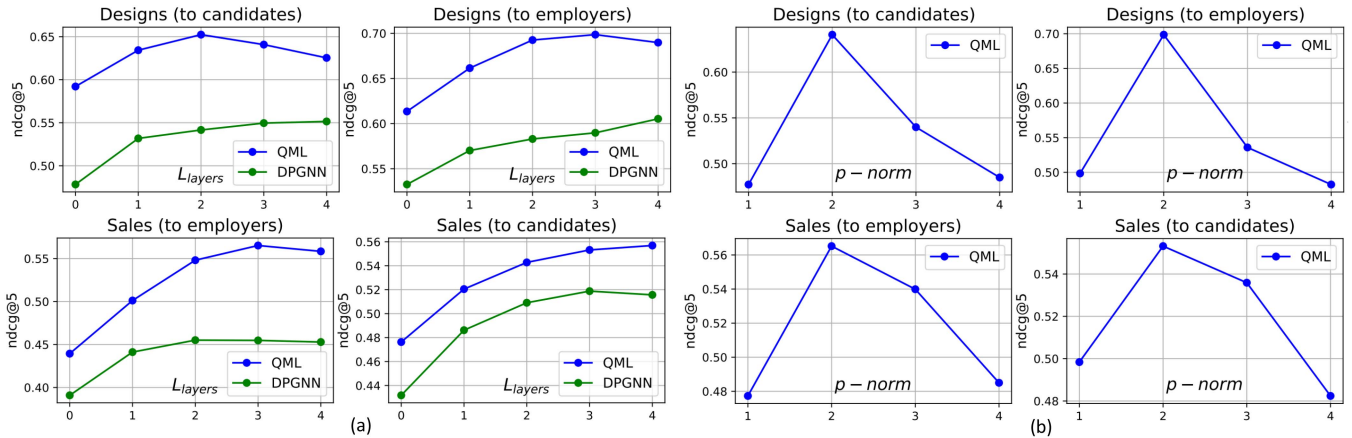 Designs (to candidates)
ndcg@5
0.65
0.60
0.55
0.50
0 1 2 3 4
L_layers
QML
DPGNN
Designs (to employers)
ndcg@5
0.70
0.65
0.60
0.55
0 1 2 3 4
L_layers
QML
DPGNN
Sales (to employers)
ndcg@5
0.55
0.50
0.45
0.40
0 1 2 3 4
L_layers
QML
DPGNN
Sales (to candidates)
ndcg@5
0.56
0.54
0.52
0.50
0.48
0.46
0.44
0 1 2 3 4
L_layers
QML
DPGNN
(a)
Designs (to candidates)
ndcg@5
0.60
0.55
0.50
1 2 3 4
p − norm
QML
Designs (to employers)
ndcg@5
0.70
0.65
0.60
0.55
0.50
1 2 3 4
p − norm
QML
Sales (to employers)
ndcg@5
0.56
0.54
0.52
0.50
0.48
1 2 3 4
p − norm
QML
Sales (to candidates)
ndcg@5
0.54
0.52
0.50
0.48
1 2 3 4
p − norm
QML
(b)